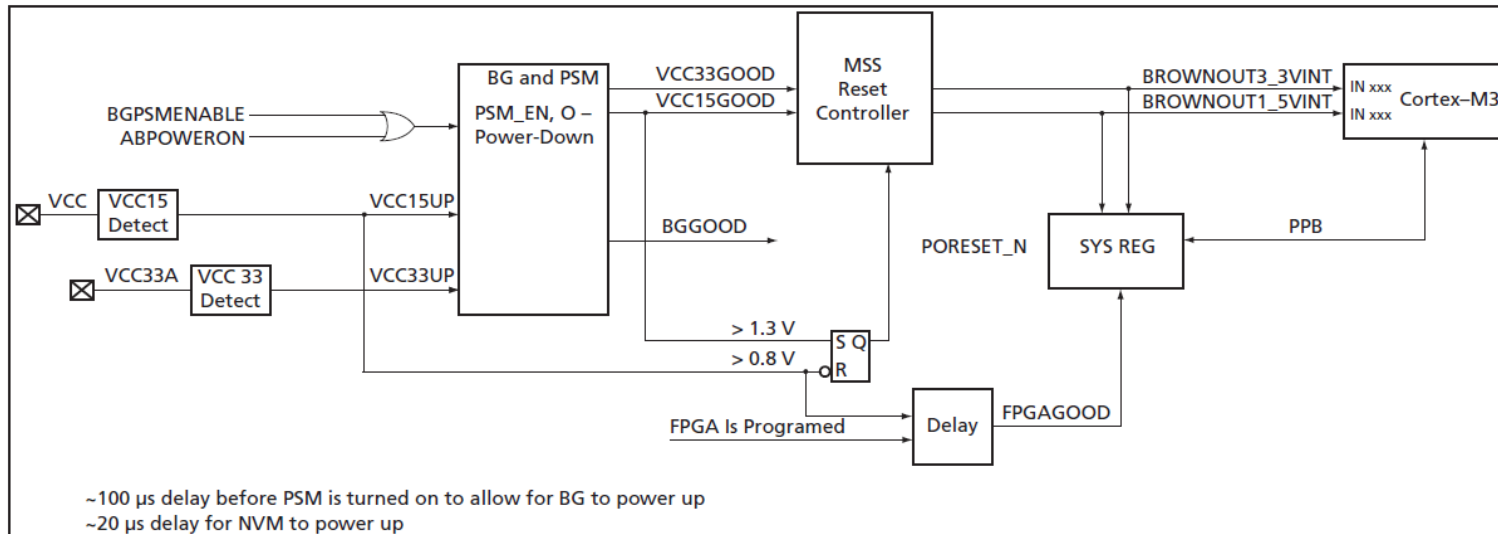 BG and PSM
PSM_EN, O –
Power-Down
BGPSMENABLE
ABPOWERON
VCC33GOOD
VCC15GOOD
MSS
Reset
Controller
BROWNOUT3_3VINT
BROWNOUT1_5VINT
IN xxx
IN xxx
Cortex–M3
VCC
VCC15
Detect
VCC15UP
BGGOOD
VCC33A
VCC 33
Detect
VCC33UP
PORESET_N
SYS REG
PPB
> 1.3 V
> 0.8 V
S Q
R
FPGA Is Programed
Delay
FPGAGOOD
~100 µs delay before PSM is turned on to allow for BG to power up
~20 µs delay for NVM to power up